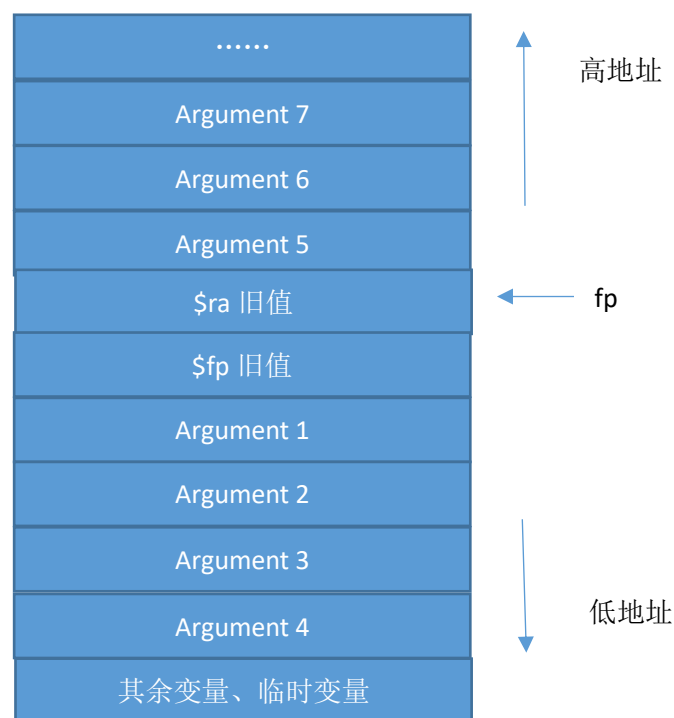 ......
高地址
Argument 7
Argument 6
Argument 5
$ra 旧值
fp
$fp 旧值
Argument 1
Argument 2
Argument 3
Argument 4
低地址
其余变量、临时变量